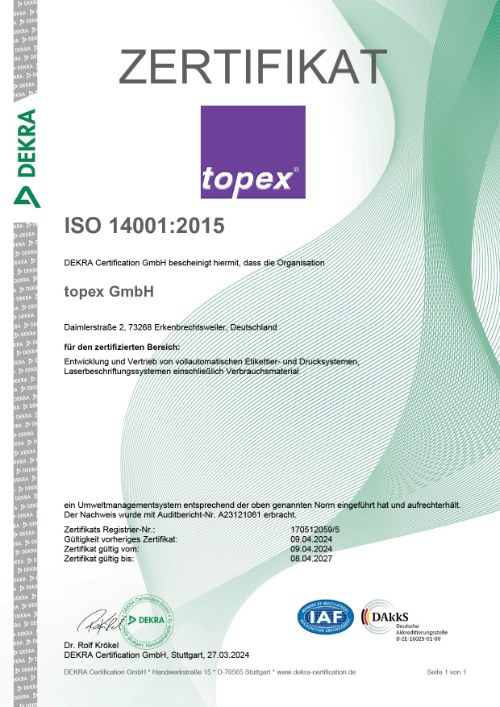 ZERTIFIKAT
DEKRA
topex®
ISO 14001:2015
DEKRA Certification GmbH bescheinigt hiermit, dass die Organisation
topex GmbH
Daimlerstraße 2, 73268 Erkenbrechtsweiler, Deutschland
für den zertifizierten Bereich:
Entwicklung und Vertrieb von vollautomatischen Etikettier- und Drucksystemen,
Laserbeschriftungssystemen einschließlich Verbrauchsmaterial
ein Umweltmanagementsystem entsprechend der oben genannten Norm eingeführt hat und aufrechterhält.
Der Nachweis wurde mit Auditbericht-Nr. A23121061 erbracht.
Zertifikats Registrier-Nr.: 170512059/5
Gültigkeit vorheriges Zertifikat: 09.04.2024
Zertifikat gültig vom: 09.04.2024
Zertifikat gültig bis: 08.04.2027
DEKRA
IAF
DAkkS
Deutsche
Akkreditierungsstelle
D-ZE-16029-01-00
Dr. Rolf Krökel
DEKRA Certification GmbH, Stuttgart, 27.03.2024
DEKRA Certification GmbH * Handwerkstraße 15 * D-70565 Stuttgart * www.dekra-certification.de
Seite 1 von 1